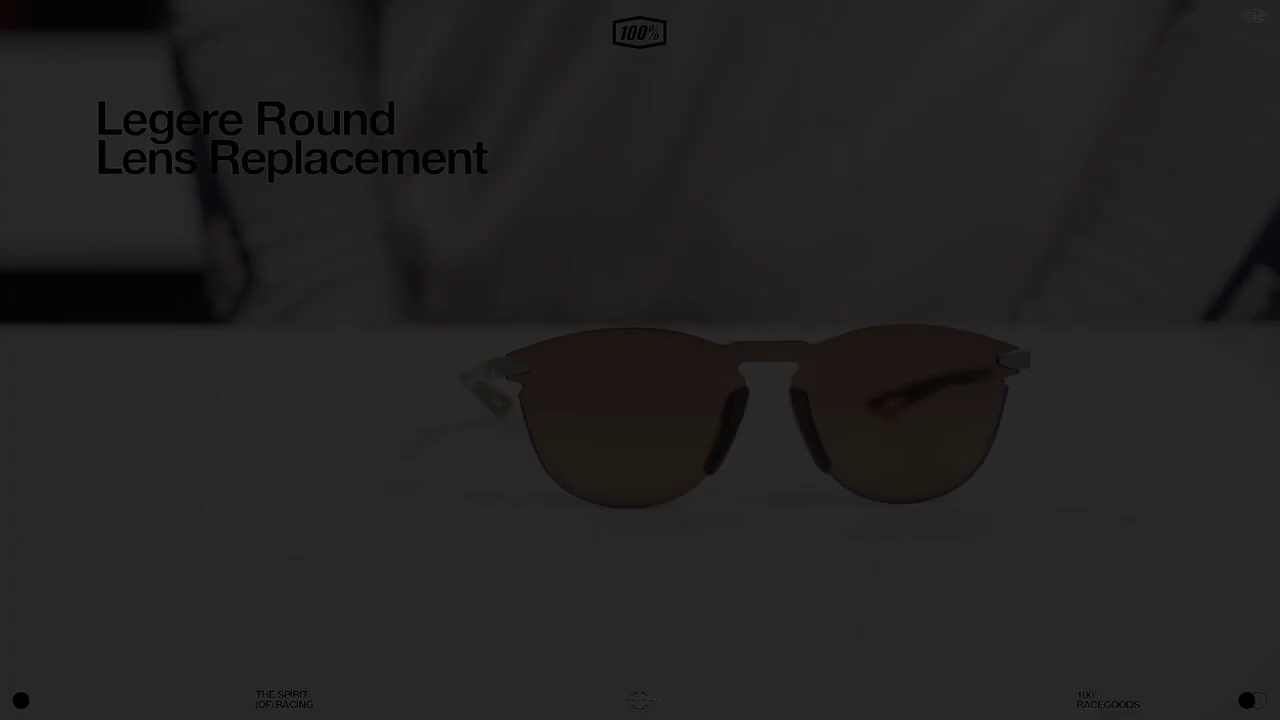 100%
Legere Round
Lens Replacement
THE SPIRIT
(OF) RACING
100
RACEGOODS